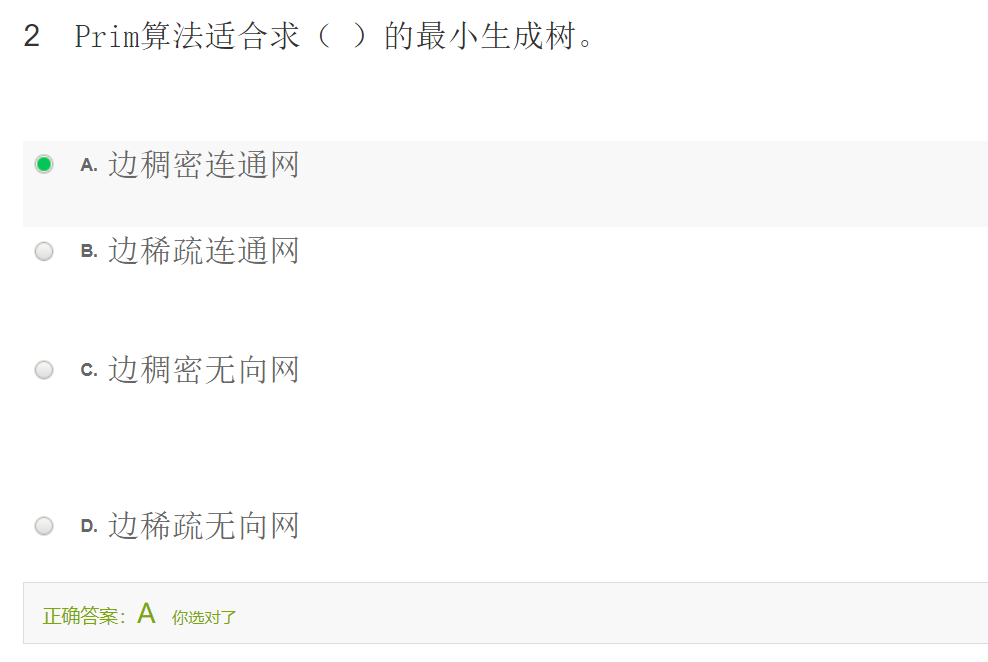 2 Prim算法适合求（ ）的最小生成树。
A. 边稠密连通网
B. 边稀疏连通网
C. 边稠密无向网
D. 边稀疏无向网
正确答案：A 你选对了